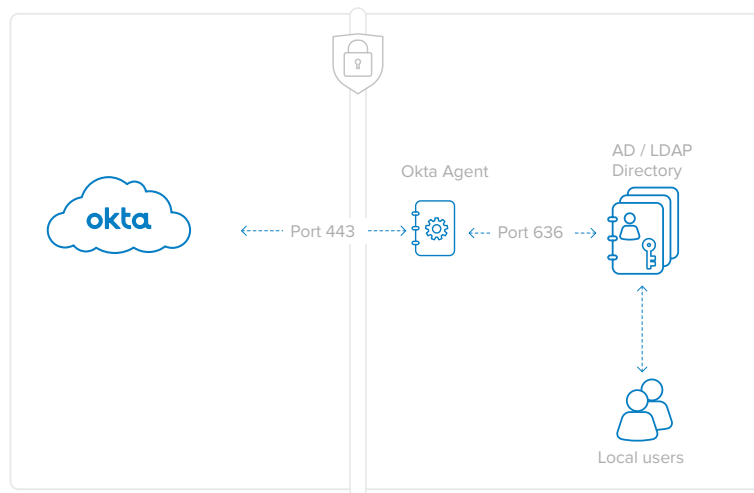 okta
Port 443
Okta Agent
Port 636
AD / LDAP
Directory
Local users